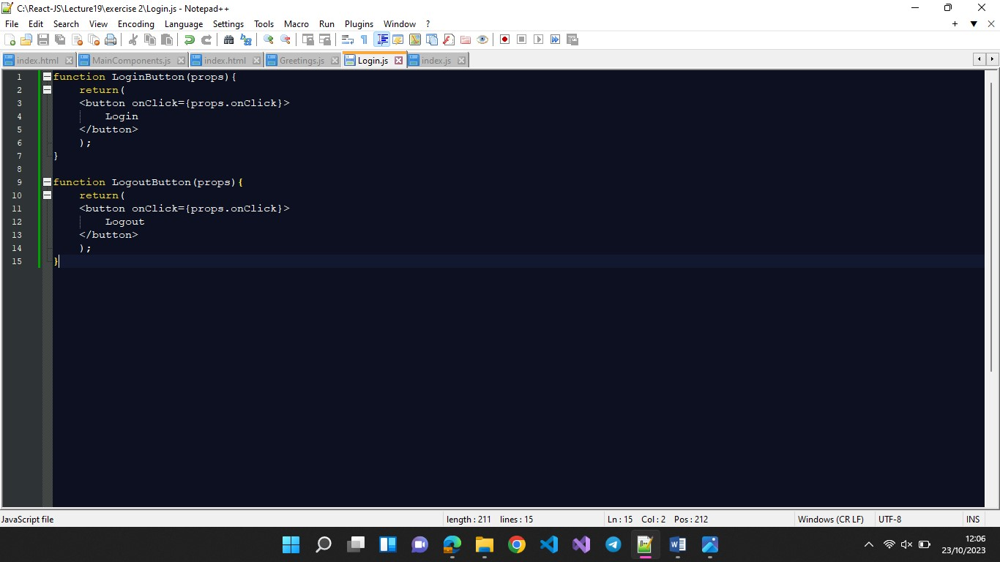 C:\React-JS\Lecture19\exercise 2\Login.js - Notepad++
File Edit Search View Encoding Language Settings Tools Macro Run Plugins Window ?
index.html MainComponents.js index.html Greetings.js Login.js index.js
1 function LoginButton(props){
2 return(
3 <button onClick={props.onClick}>
4 Login
5 </button>
6 );
7 }
8
9 function LogoutButton(props){
10 return(
11 <button onClick={props.onClick}>
12 Logout
13 </button>
14 );
15 }
JavaScript file length : 211 lines : 15 Ln : 15 Col : 2 Pos : 212 Windows (CR LF) UTF-8 INS
12:06
23/10/2023